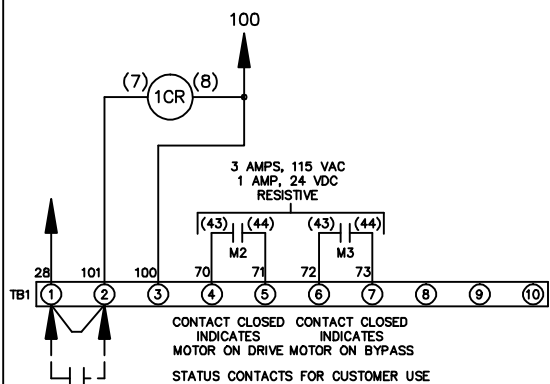 100
(7) 1CR (8)
3 AMPS, 115 VAC
1 AMP, 24 VDC
RESISTIVE
(43) (44) (43) (44)
M2 M3
28 101 100 70 71 72 73
TB1 1 2 3 4 5 6 7 8 9 10
CONTACT CLOSED CONTACT CLOSED
INDICATES INDICATES
MOTOR ON DRIVE MOTOR ON BYPASS
STATUS CONTACTS FOR CUSTOMER USE